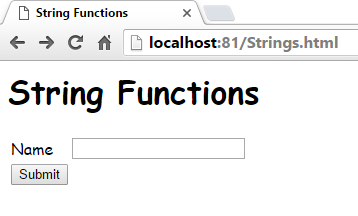 String Functions
localhost:81/Strings.html
String Functions
Name
Submit